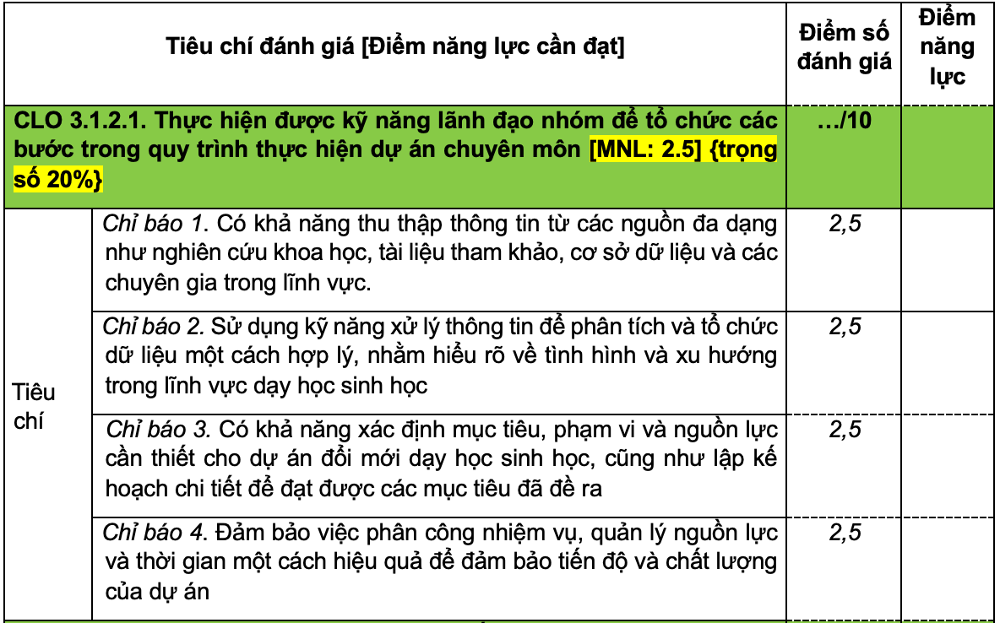 Tiêu chí đánh giá [Điểm năng lực cần đạt]
Điểm số
đánh giá
Điểm
năng
lực
CLO 3.1.2.1. Thực hiện được kỹ năng lãnh đạo nhóm để tổ chức các
bước trong quy trình thực hiện dự án chuyên môn [MNL: 2.5] {trọng
số 20%}
…/10
Tiêu
chí
Chỉ báo 1. Có khả năng thu thập thông tin từ các nguồn đa dạng
như nghiên cứu khoa học, tài liệu tham khảo, cơ sở dữ liệu và các
chuyên gia trong lĩnh vực.
2,5
Chỉ báo 2. Sử dụng kỹ năng xử lý thông tin để phân tích và tổ chức
dữ liệu một cách hợp lý, nhằm hiểu rõ về tình hình và xu hướng
trong lĩnh vực dạy học sinh học
2,5
Chỉ báo 3. Có khả năng xác định mục tiêu, phạm vi và nguồn lực
cần thiết cho dự án đổi mới dạy học sinh học, cũng như lập kế
hoạch chi tiết để đạt được các mục tiêu đã đề ra
2,5
Chỉ báo 4. Đảm bảo việc phân công nhiệm vụ, quản lý nguồn lực
và thời gian một cách hiệu quả để đảm bảo tiến độ và chất lượng
của dự án
2,5